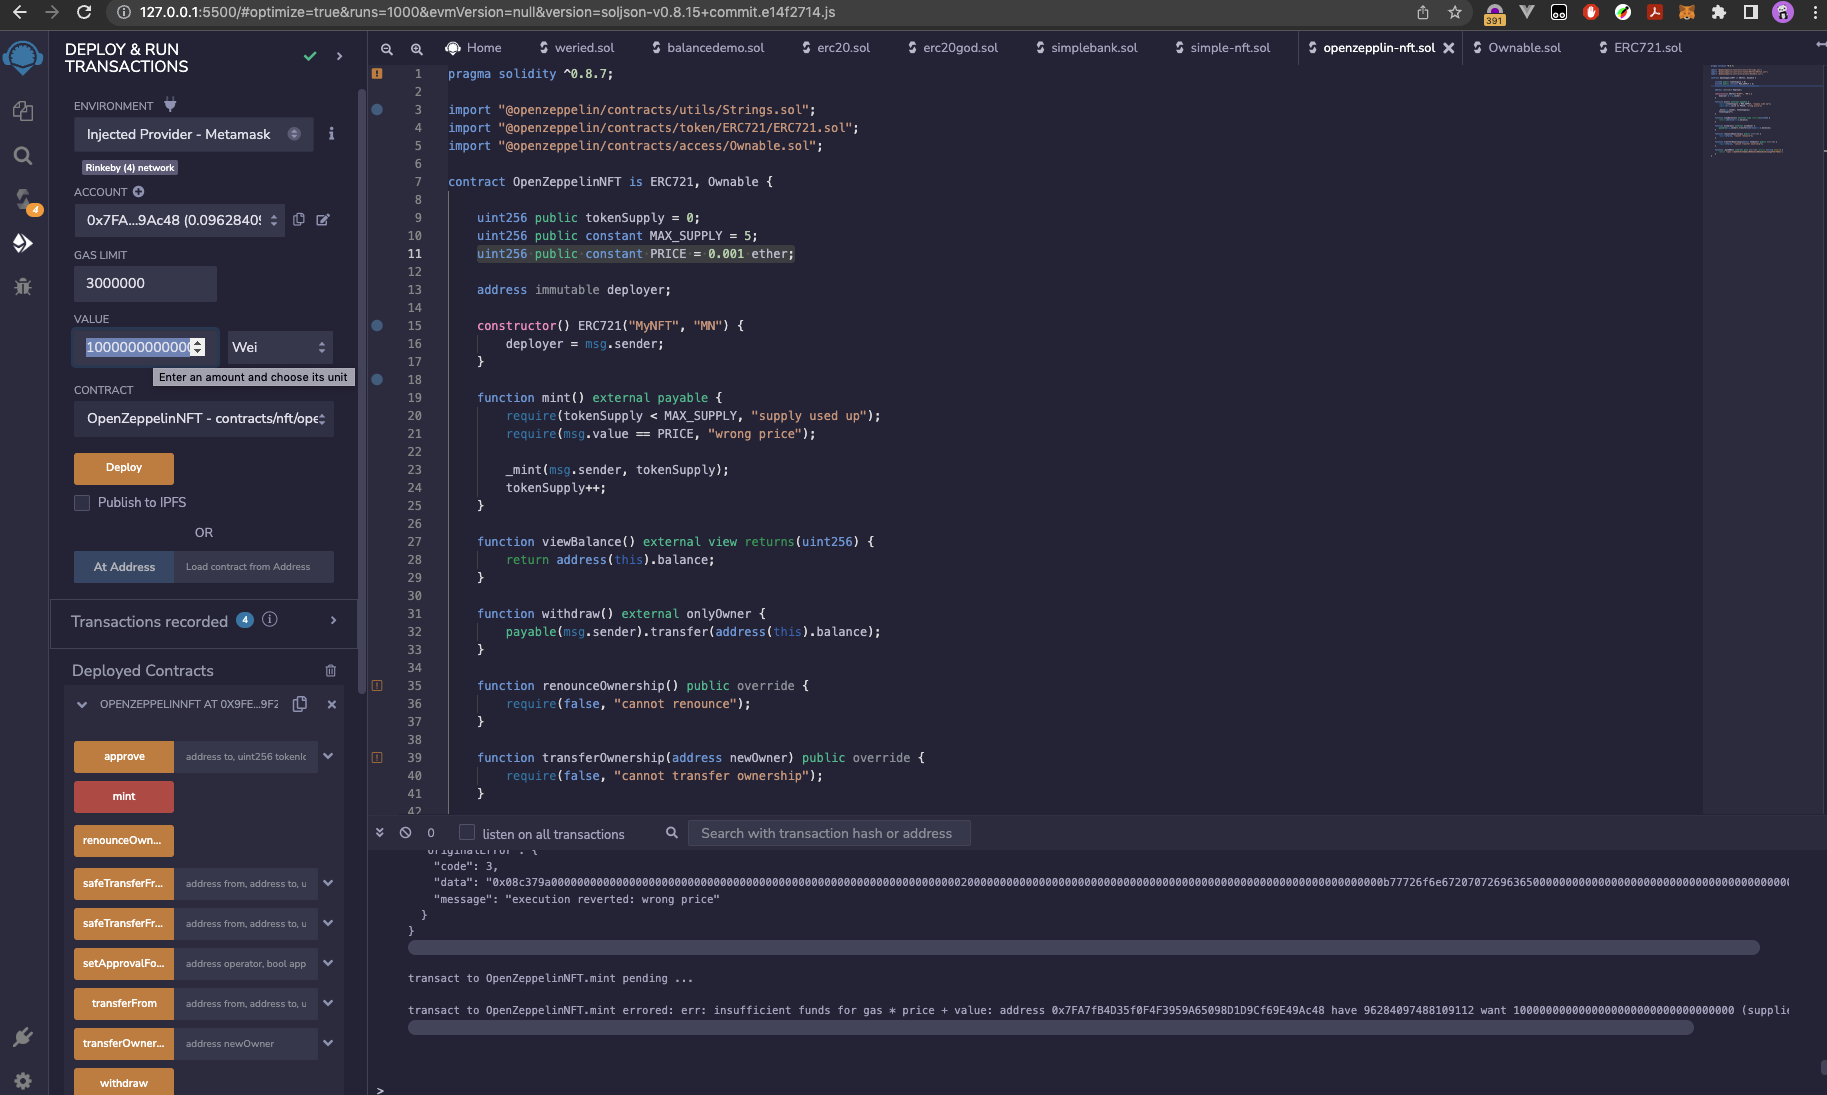 127.0.0.1:5500/#optimize=true&runs=1000&evmVersion=null&version=soljson-v0.8.15+commit.e14f2714.js
391
DEPLOY & RUN
TRANSACTIONS
Home
weried.sol
balancedemo.sol
erc20.sol
erc20god.sol
simplebank.sol
simple-nft.sol
openzepplin-nft.sol
Ownable.sol
ERC721.sol
ENVIRONMENT
Injected Provider - Metamask
Rinkeby (4) network
ACCOUNT
4
0x7FA...9Ac48 (0.0962840
GAS LIMIT
3000000
VALUE
1000000000000
Wei
Enter an amount and choose its unit
CONTRACT
OpenZeppelinNFT - contracts/nft/ope
Deploy
Publish to IPFS
OR
At Address
Load contract from Address
Transactions recorded 4
Deployed Contracts
OPENZEPPELINNFT AT 0X9FE...9F2
approve
address to, uint256 tokenId
mint
renounceOwn...
safeTransferFr...
address from, address to, u
safeTransferFr...
address from, address to, u
setApprovalFo...
address operator, bool app
transferFrom
address from, address to, u
transferOwner...
address newOwner
withdraw
1 pragma solidity ^0.8.7;
2
3 import "@openzeppelin/contracts/utils/Strings.sol";
4 import "@openzeppelin/contracts/token/ERC721/ERC721.sol";
5 import "@openzeppelin/contracts/access/Ownable.sol";
6
7 contract OpenZeppelinNFT is ERC721, Ownable {
8
9 uint256 public tokenSupply = 0;
10 uint256 public constant MAX_SUPPLY = 5;
11 uint256 public constant PRICE = 0.001 ether;
12
13 address immutable deployer;
14
15 constructor() ERC721("MyNFT", "MN") {
16 deployer = msg.sender;
17 }
18
19 function mint() external payable {
20 require(tokenSupply < MAX_SUPPLY, "supply used up");
21 require(msg.value == PRICE, "wrong price");
22
23 _mint(msg.sender, tokenSupply);
24 tokenSupply++;
25 }
26
27 function viewBalance() external view returns(uint256) {
28 return address(this).balance;
29 }
30
31 function withdraw() external onlyOwner {
32 payable(msg.sender).transfer(address(this).balance);
33 }
34
35 function renounceOwnership() public override {
36 require(false, "cannot renounce");
37 }
38
39 function transferOwnership(address newOwner) public override {
40 require(false, "cannot transfer ownership");
41 }
42
0
listen on all transactions
Search with transaction hash or address
"originalError": {
"code": 3,
"message": "execution reverted: wrong price"
}
}
transact to OpenZeppelinNFT.mint pending ...
transact to OpenZeppelinNFT.mint errored: err: insufficient funds for gas * price + value: address 0x7FA7fB4D35f0F4F3959A65098D1D9Cf69E49Ac48 have 96284097488109112 want (supplie
>